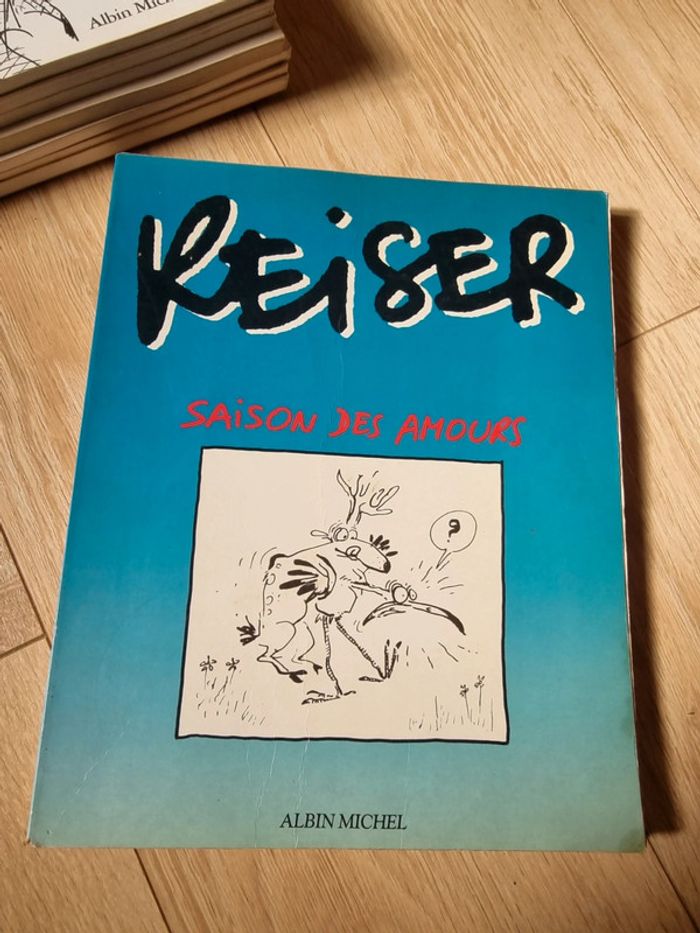 Albin Mich
REiSER
SAiSON DES AMOURS
?
ALBIN MICHEL